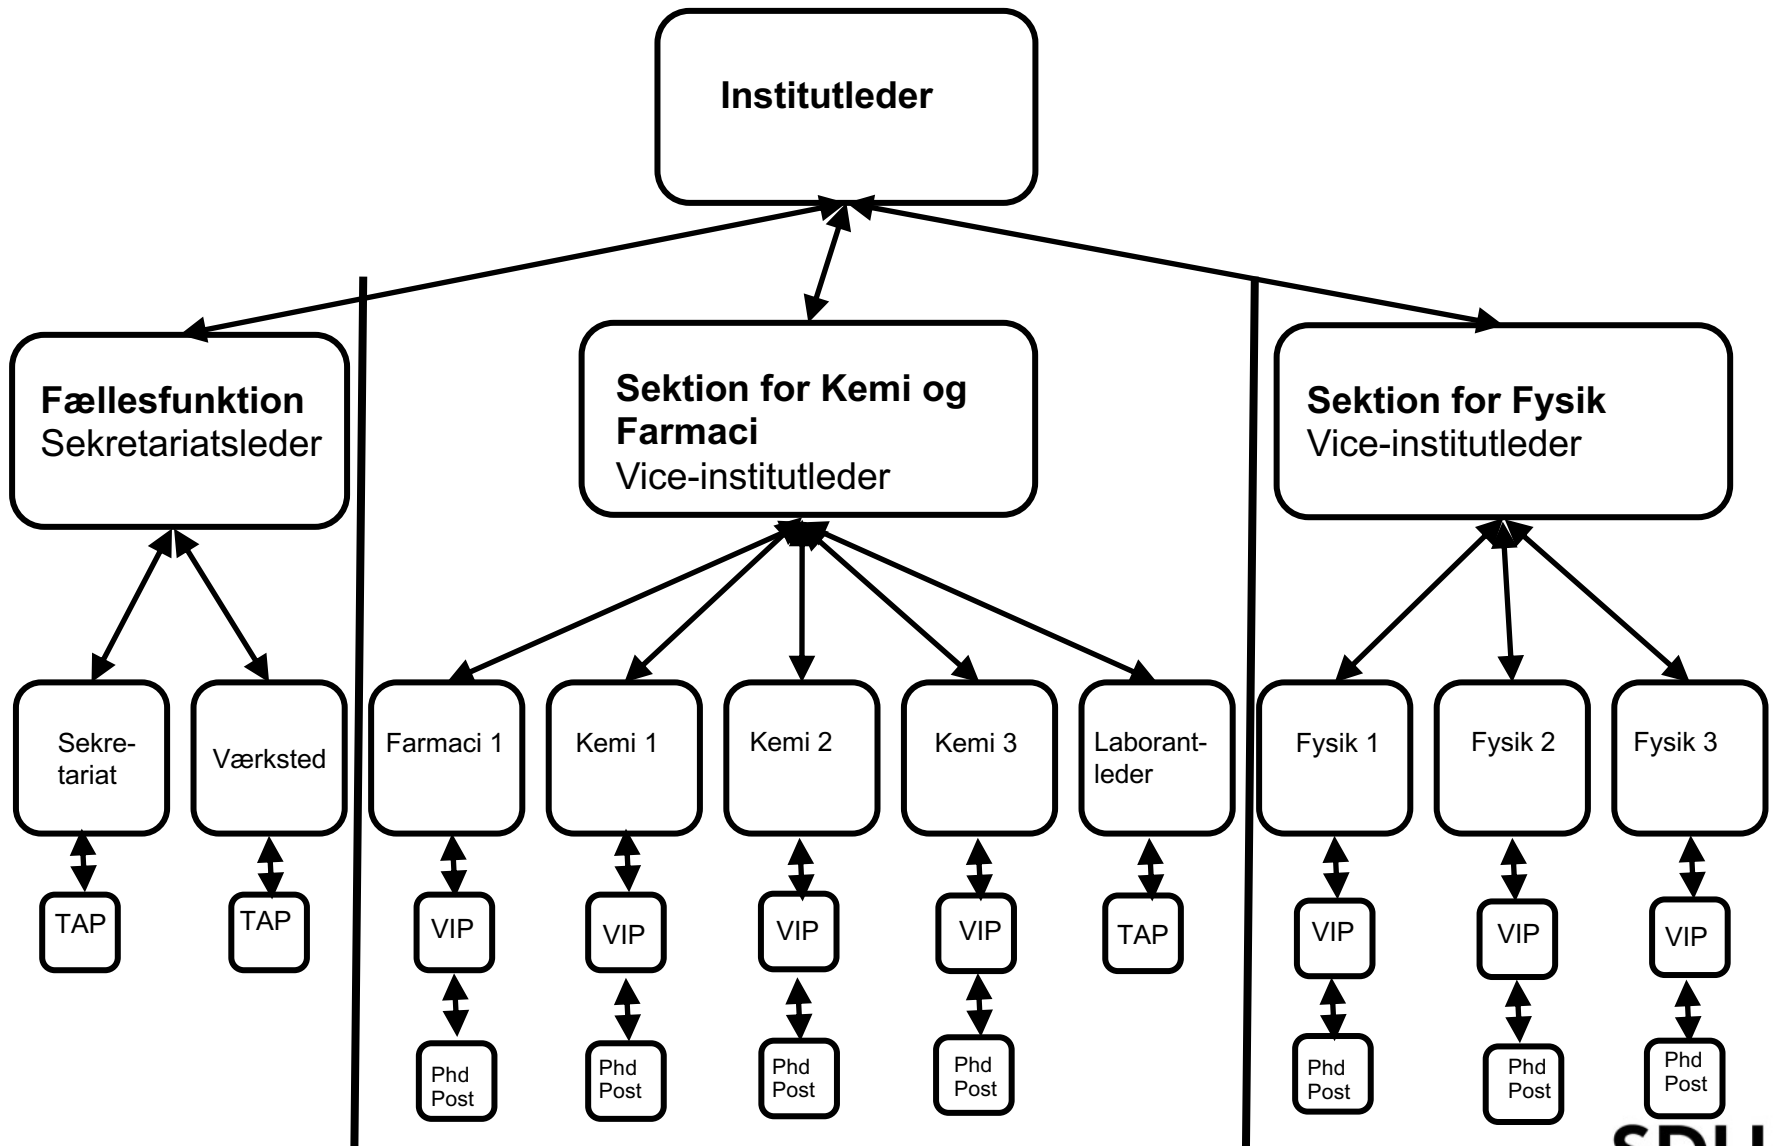 Institutleder
Fællesfunktion
Sekretariatsleder
Sektion for Kemi og
Farmaci
Vice-institutleder
Sektion for Fysik
Vice-institutleder
Sekre-
tariat
Værksted
Farmaci 1
Kemi 1
Kemi 2
Kemi 3
Laborant-
leder
Fysik 1
Fysik 2
Fysik 3
TAP
TAP
VIP
VIP
VIP
VIP
TAP
VIP
VIP
VIP
Phd
Post
Phd
Post
Phd
Post
Phd
Post
Phd
Post
Phd
Post
Phd
Post
SDU